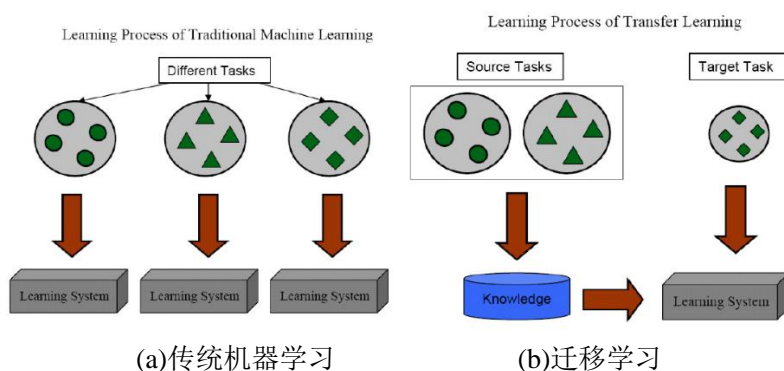 Learning Process of Traditional Machine Learning
Different Tasks
Learning System
Learning System
Learning System
(a)传统机器学习
Learning Process of Transfer Learning
Source Tasks
Target Task
Knowledge
Learning System
(b)迁移学习